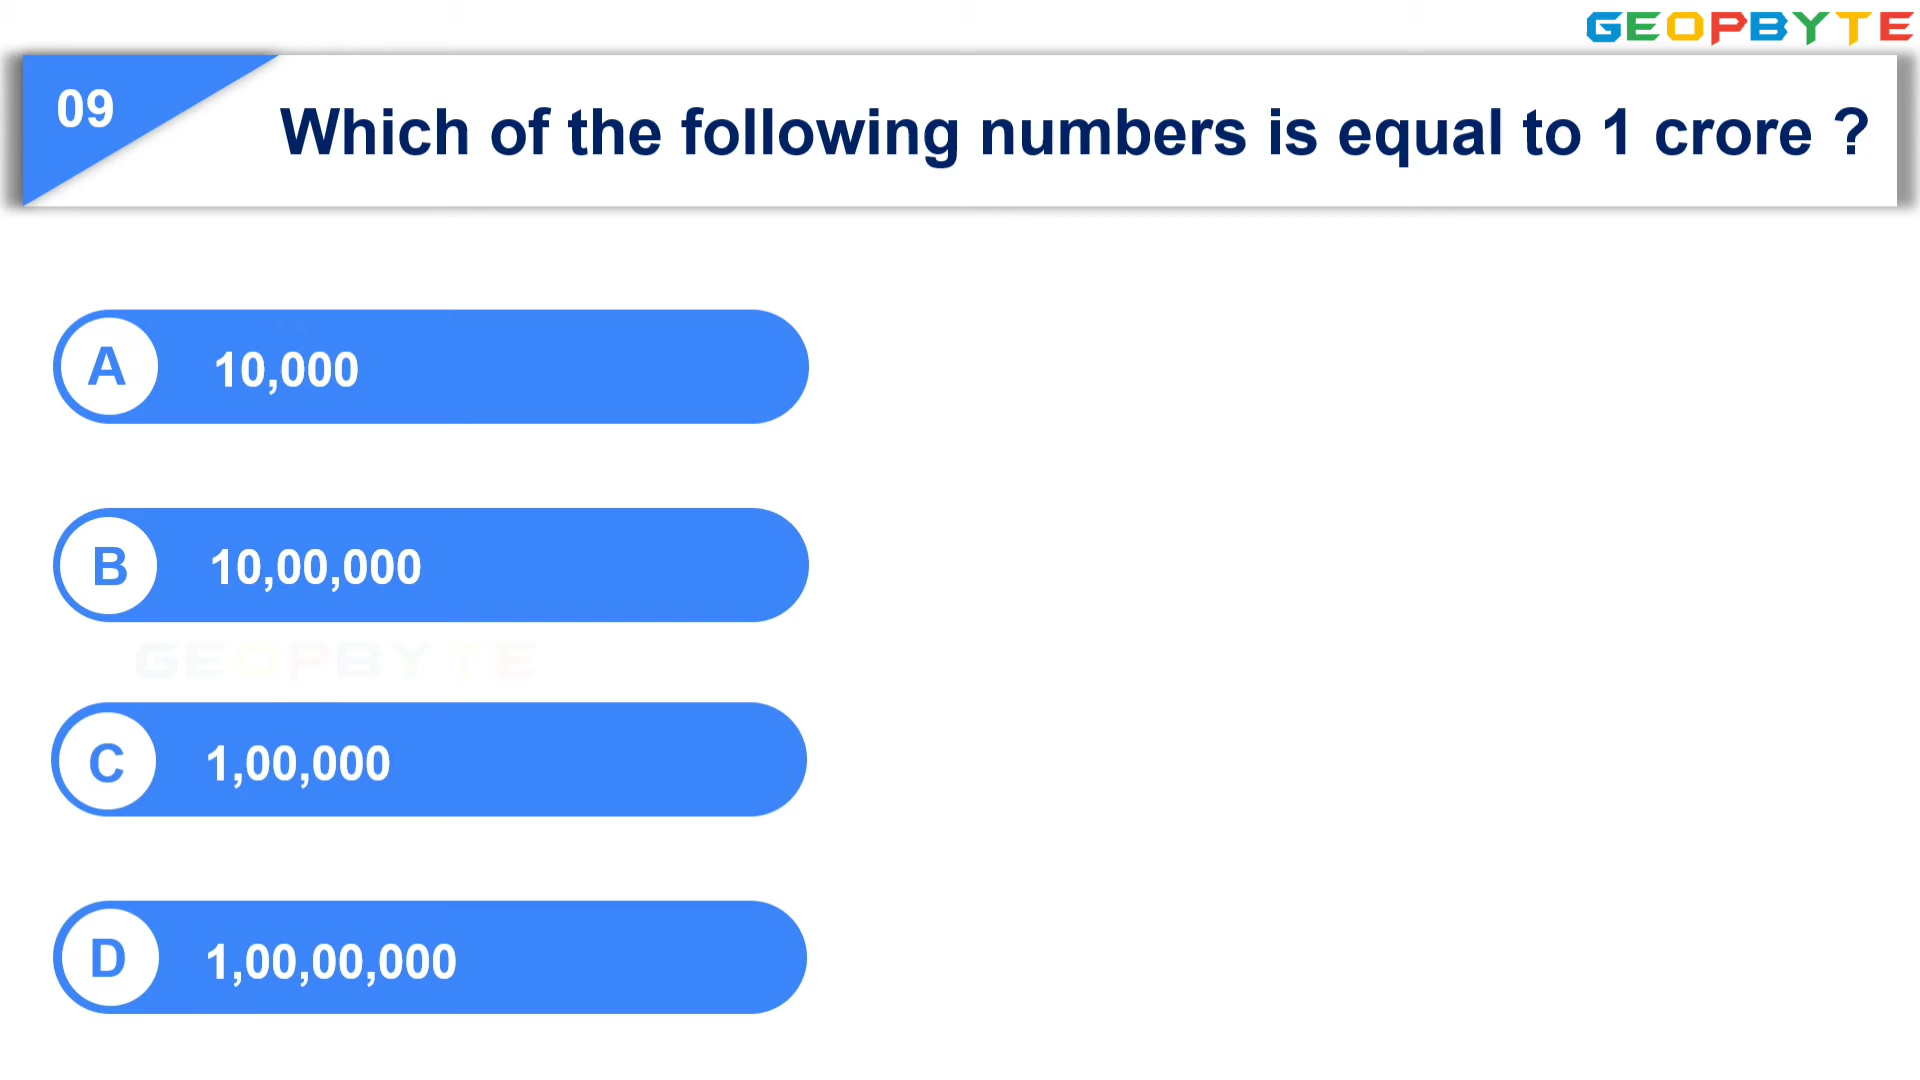 GEOPBYTE
09
Which of the following numbers is equal to 1 crore ?
A 10,000
B 10,00,000
GEOPBYTE
C 1,00,000
D 1,00,00,000